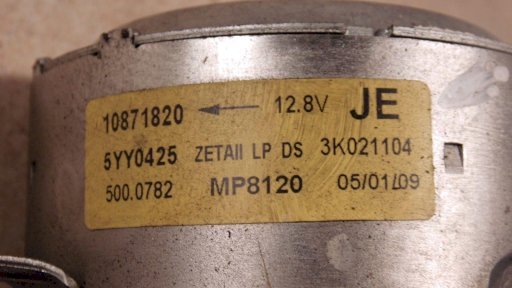 10871820 ← 12.8V JE
5YY0425 ZETAII LP DS 3K021104
500.0782 MP8120 05/01/09